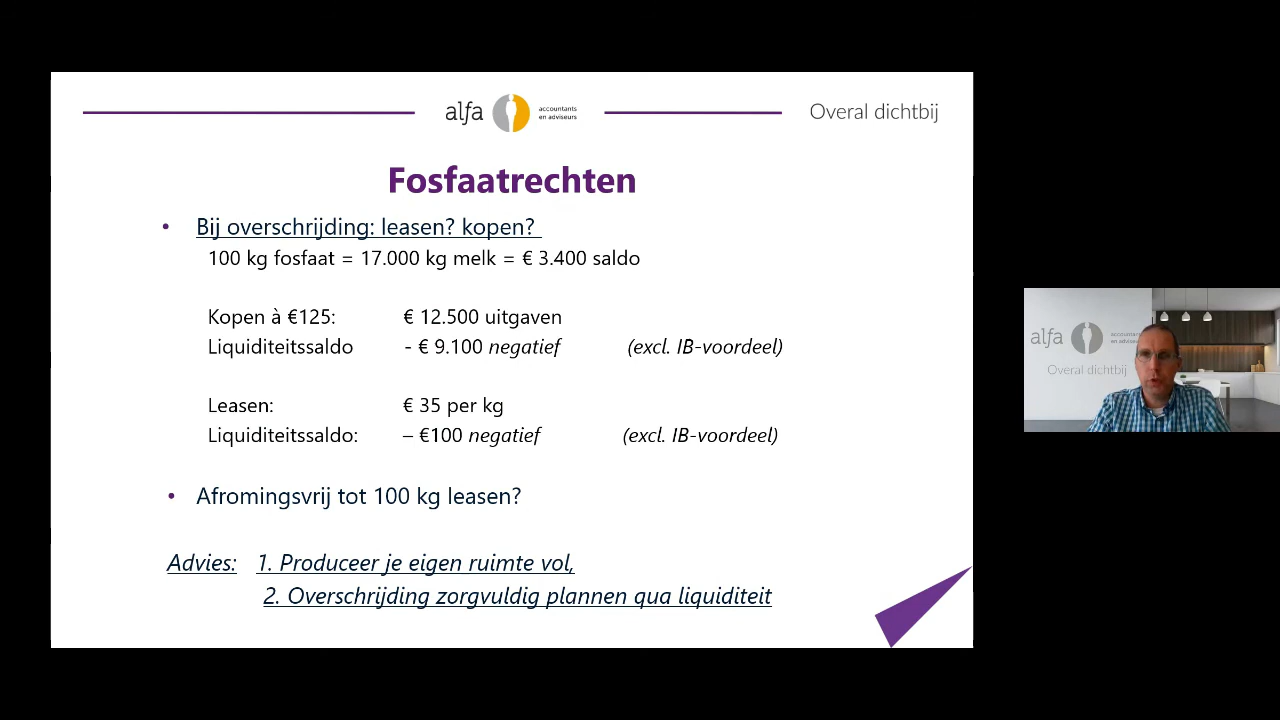 alfa
accountants
en adviseurs
Overal dichtbij
Fosfaatrechten
• Bij overschrijding: leasen? kopen?
100 kg fosfaat = 17.000 kg melk = € 3.400 saldo
Kopen à €125: € 12.500 uitgaven
Liquiditeitssaldo - € 9.100 negatief (excl. IB-voordeel)
Leasen: € 35 per kg
Liquiditeitssaldo: – €100 negatief (excl. IB-voordeel)
• Afromingsvrij tot 100 kg leasen?
Advies: 1. Produceer je eigen ruimte vol,
2. Overschrijding zorgvuldig plannen qua liquiditeit
alfa
accountants
en adviseurs
Overal dichtbij